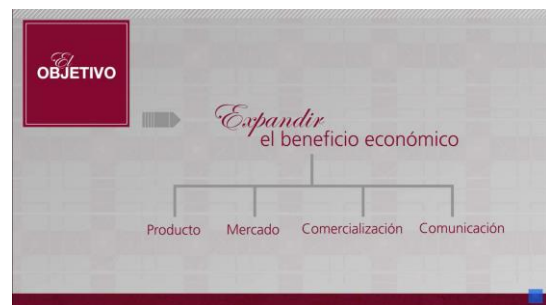 El
OBJETIVO
Expandir
el beneficio económico
Producto Mercado Comercialización Comunicación